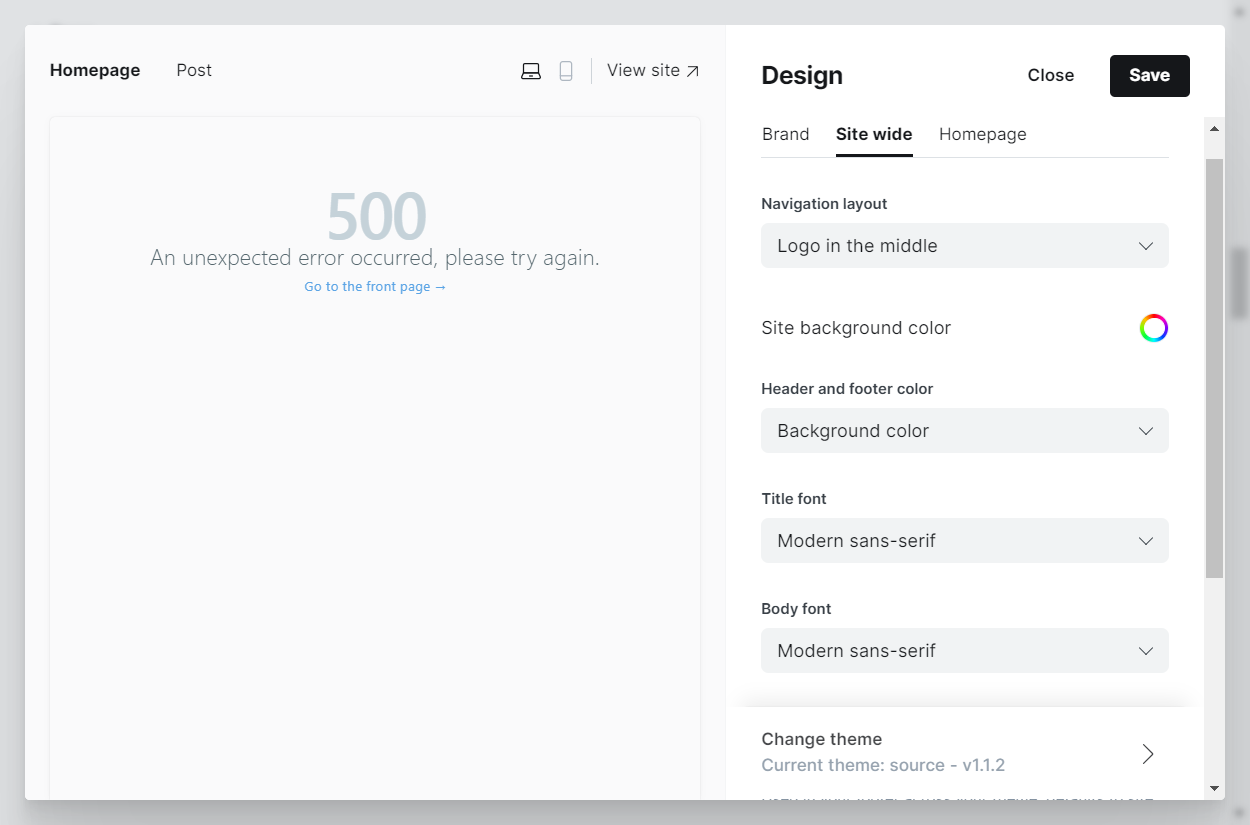 Homepage
Post
View site
500
An unexpected error occurred, please try again.
Go to the front page →
Design
Close
Save
Brand
Site wide
Homepage
Navigation layout
Logo in the middle
Site background color
Header and footer color
Background color
Title font
Modern sans-serif
Body font
Modern sans-serif
Change theme
Current theme: source - v1.1.2